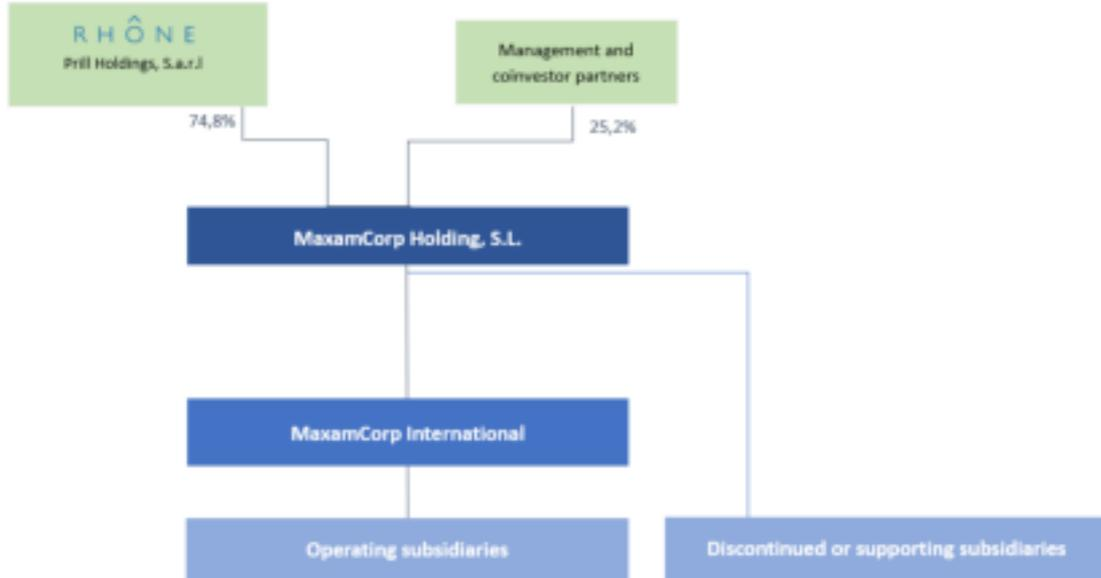 RHÔNE
Prill Holdings, S.a.r.l
Management and
coinvestor partners
74,8%
25,2%
MaxamCorp Holding, S.L.
MaxamCorp International
Operating subsidiaries
Discontinued or supporting subsidiaries